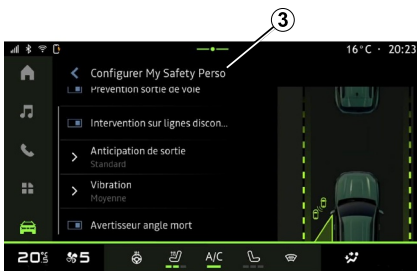 3
16°C · 20:23
Configurer My Safety Perso
Prévention sortie de voie
Intervention sur lignes discon...
Anticipation de sortie
Standard
Vibration
Moyenne
Avertisseur angle mort
5
A/C